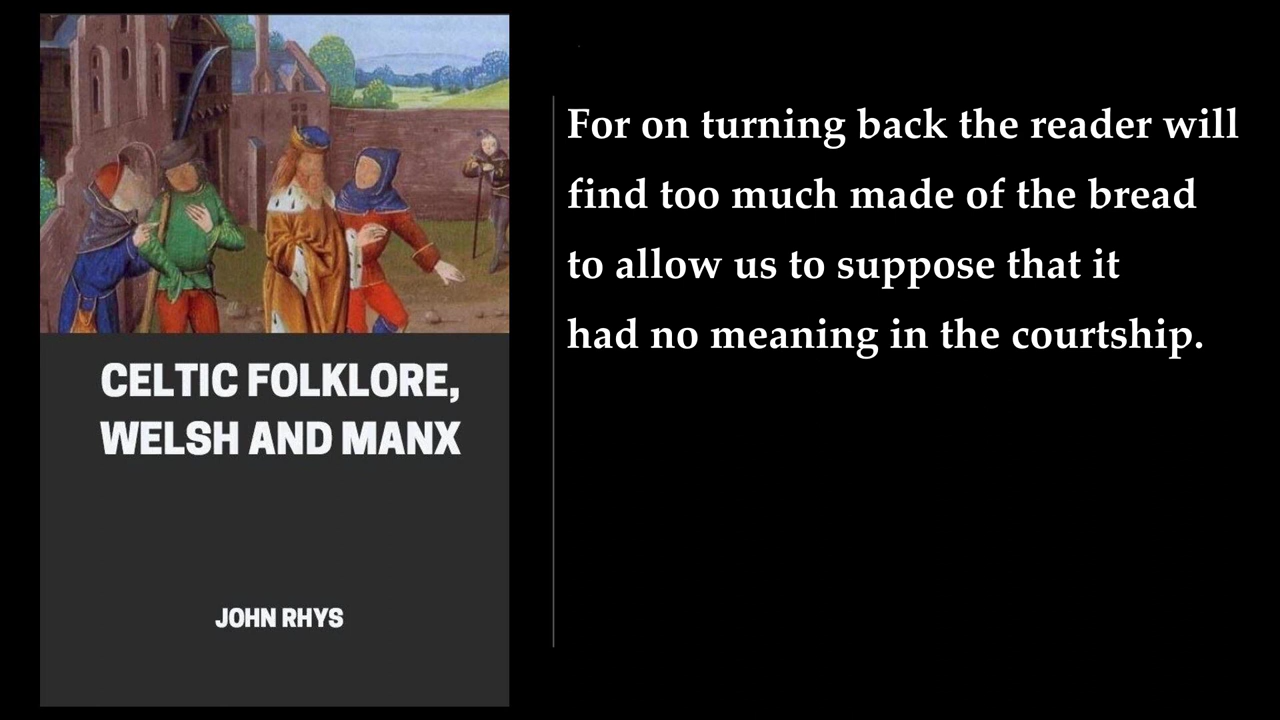 CELTIC FOLKLORE,
WELSH AND MANX
JOHN RHYS
For on turning back the reader will
find too much made of the bread
to allow us to suppose that it
had no meaning in the courtship.